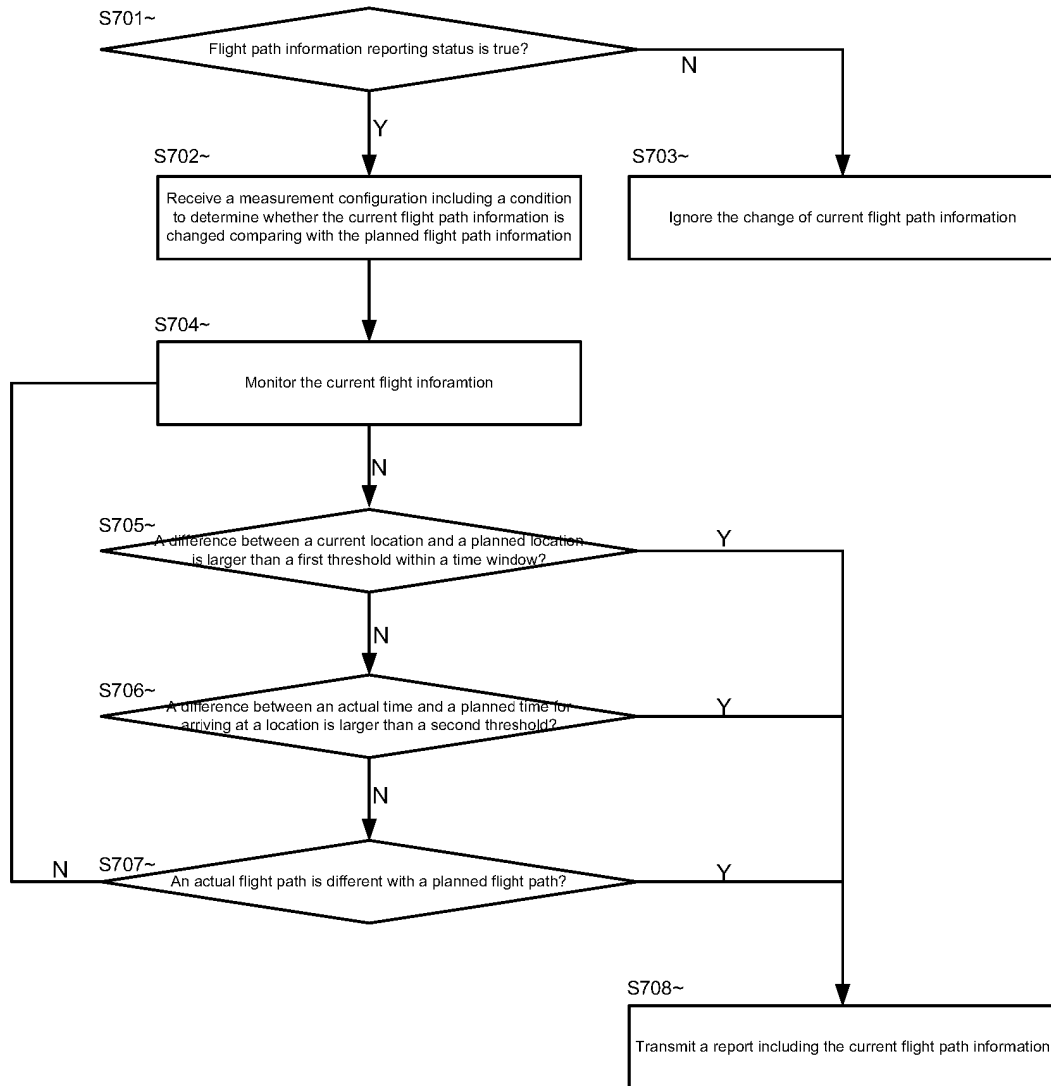 S701~
Flight path information reporting status is true?
N
Y
S702~
S703~
Receive a measurement configuration including a condition
to determine whether the current flight path information is
changed comparing with the planned flight path information
Ignore the change of current flight path information
S704~
Monitor the current flight inforamtion
N
S705~
A difference between a current location and a planned location
is larger than a first threshold within a time window?
Y
N
S706~
A difference between an actual time and a planned time for
arriving at a location is larger than a second threshold?
Y
N
S707~
N
An actual flight path is different with a planned flight path?
Y
S708~
Transmit a report including the current flight path information